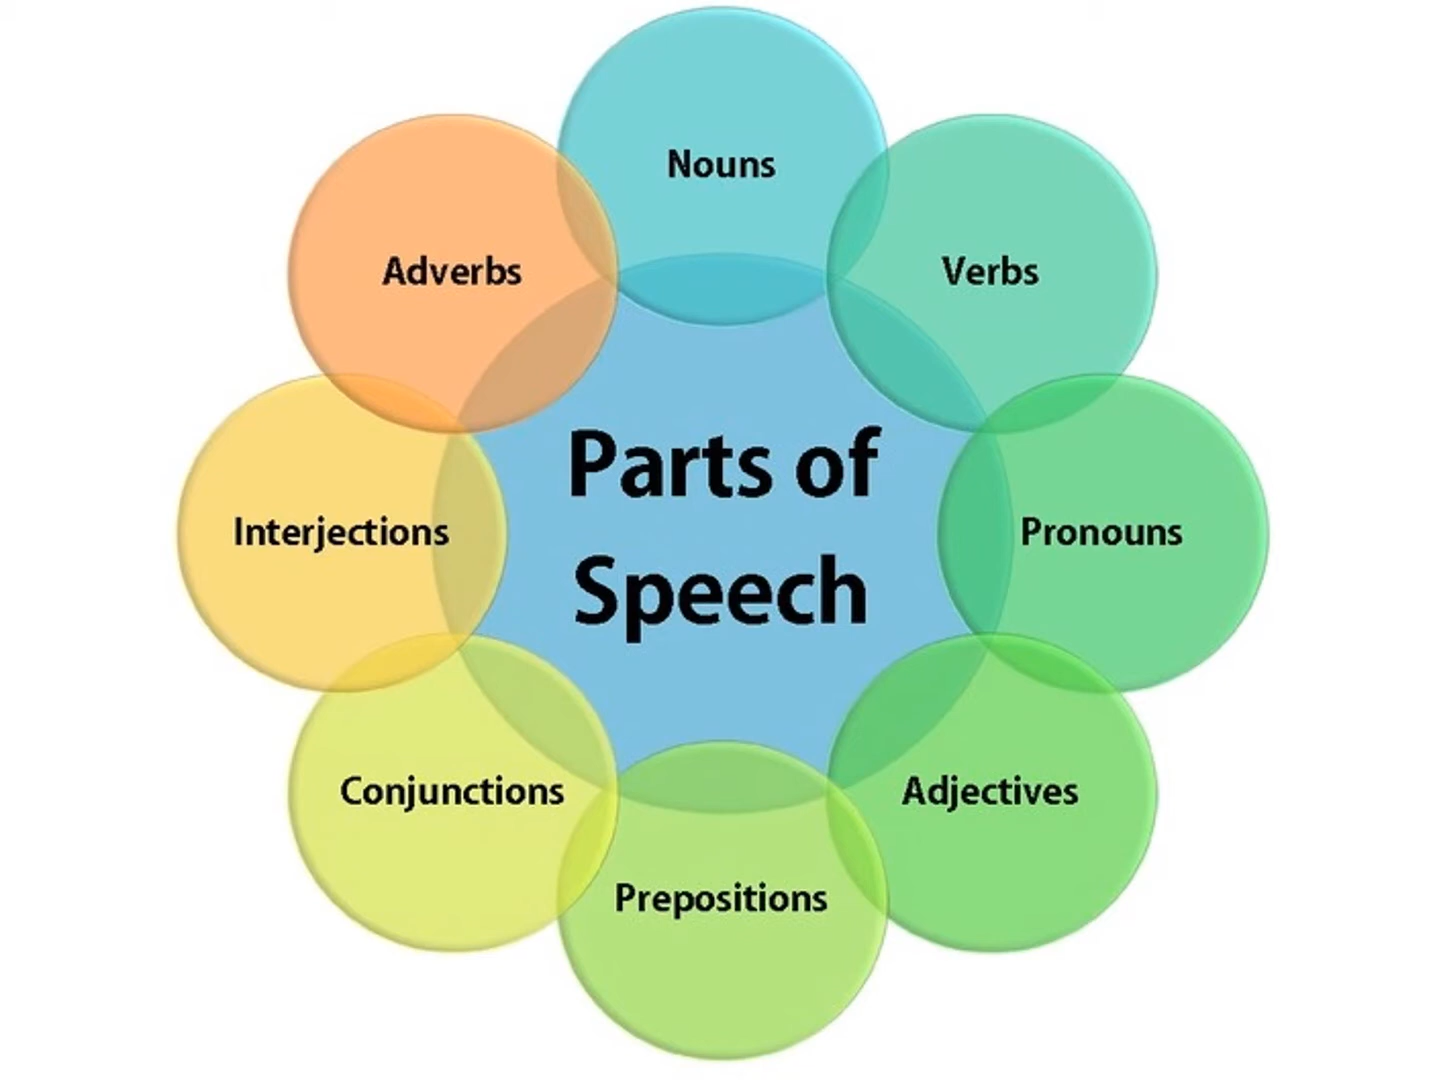 Nouns
Verbs
Pronouns
Adjectives
Prepositions
Conjunctions
Interjections
Adverbs
Parts of
Speech